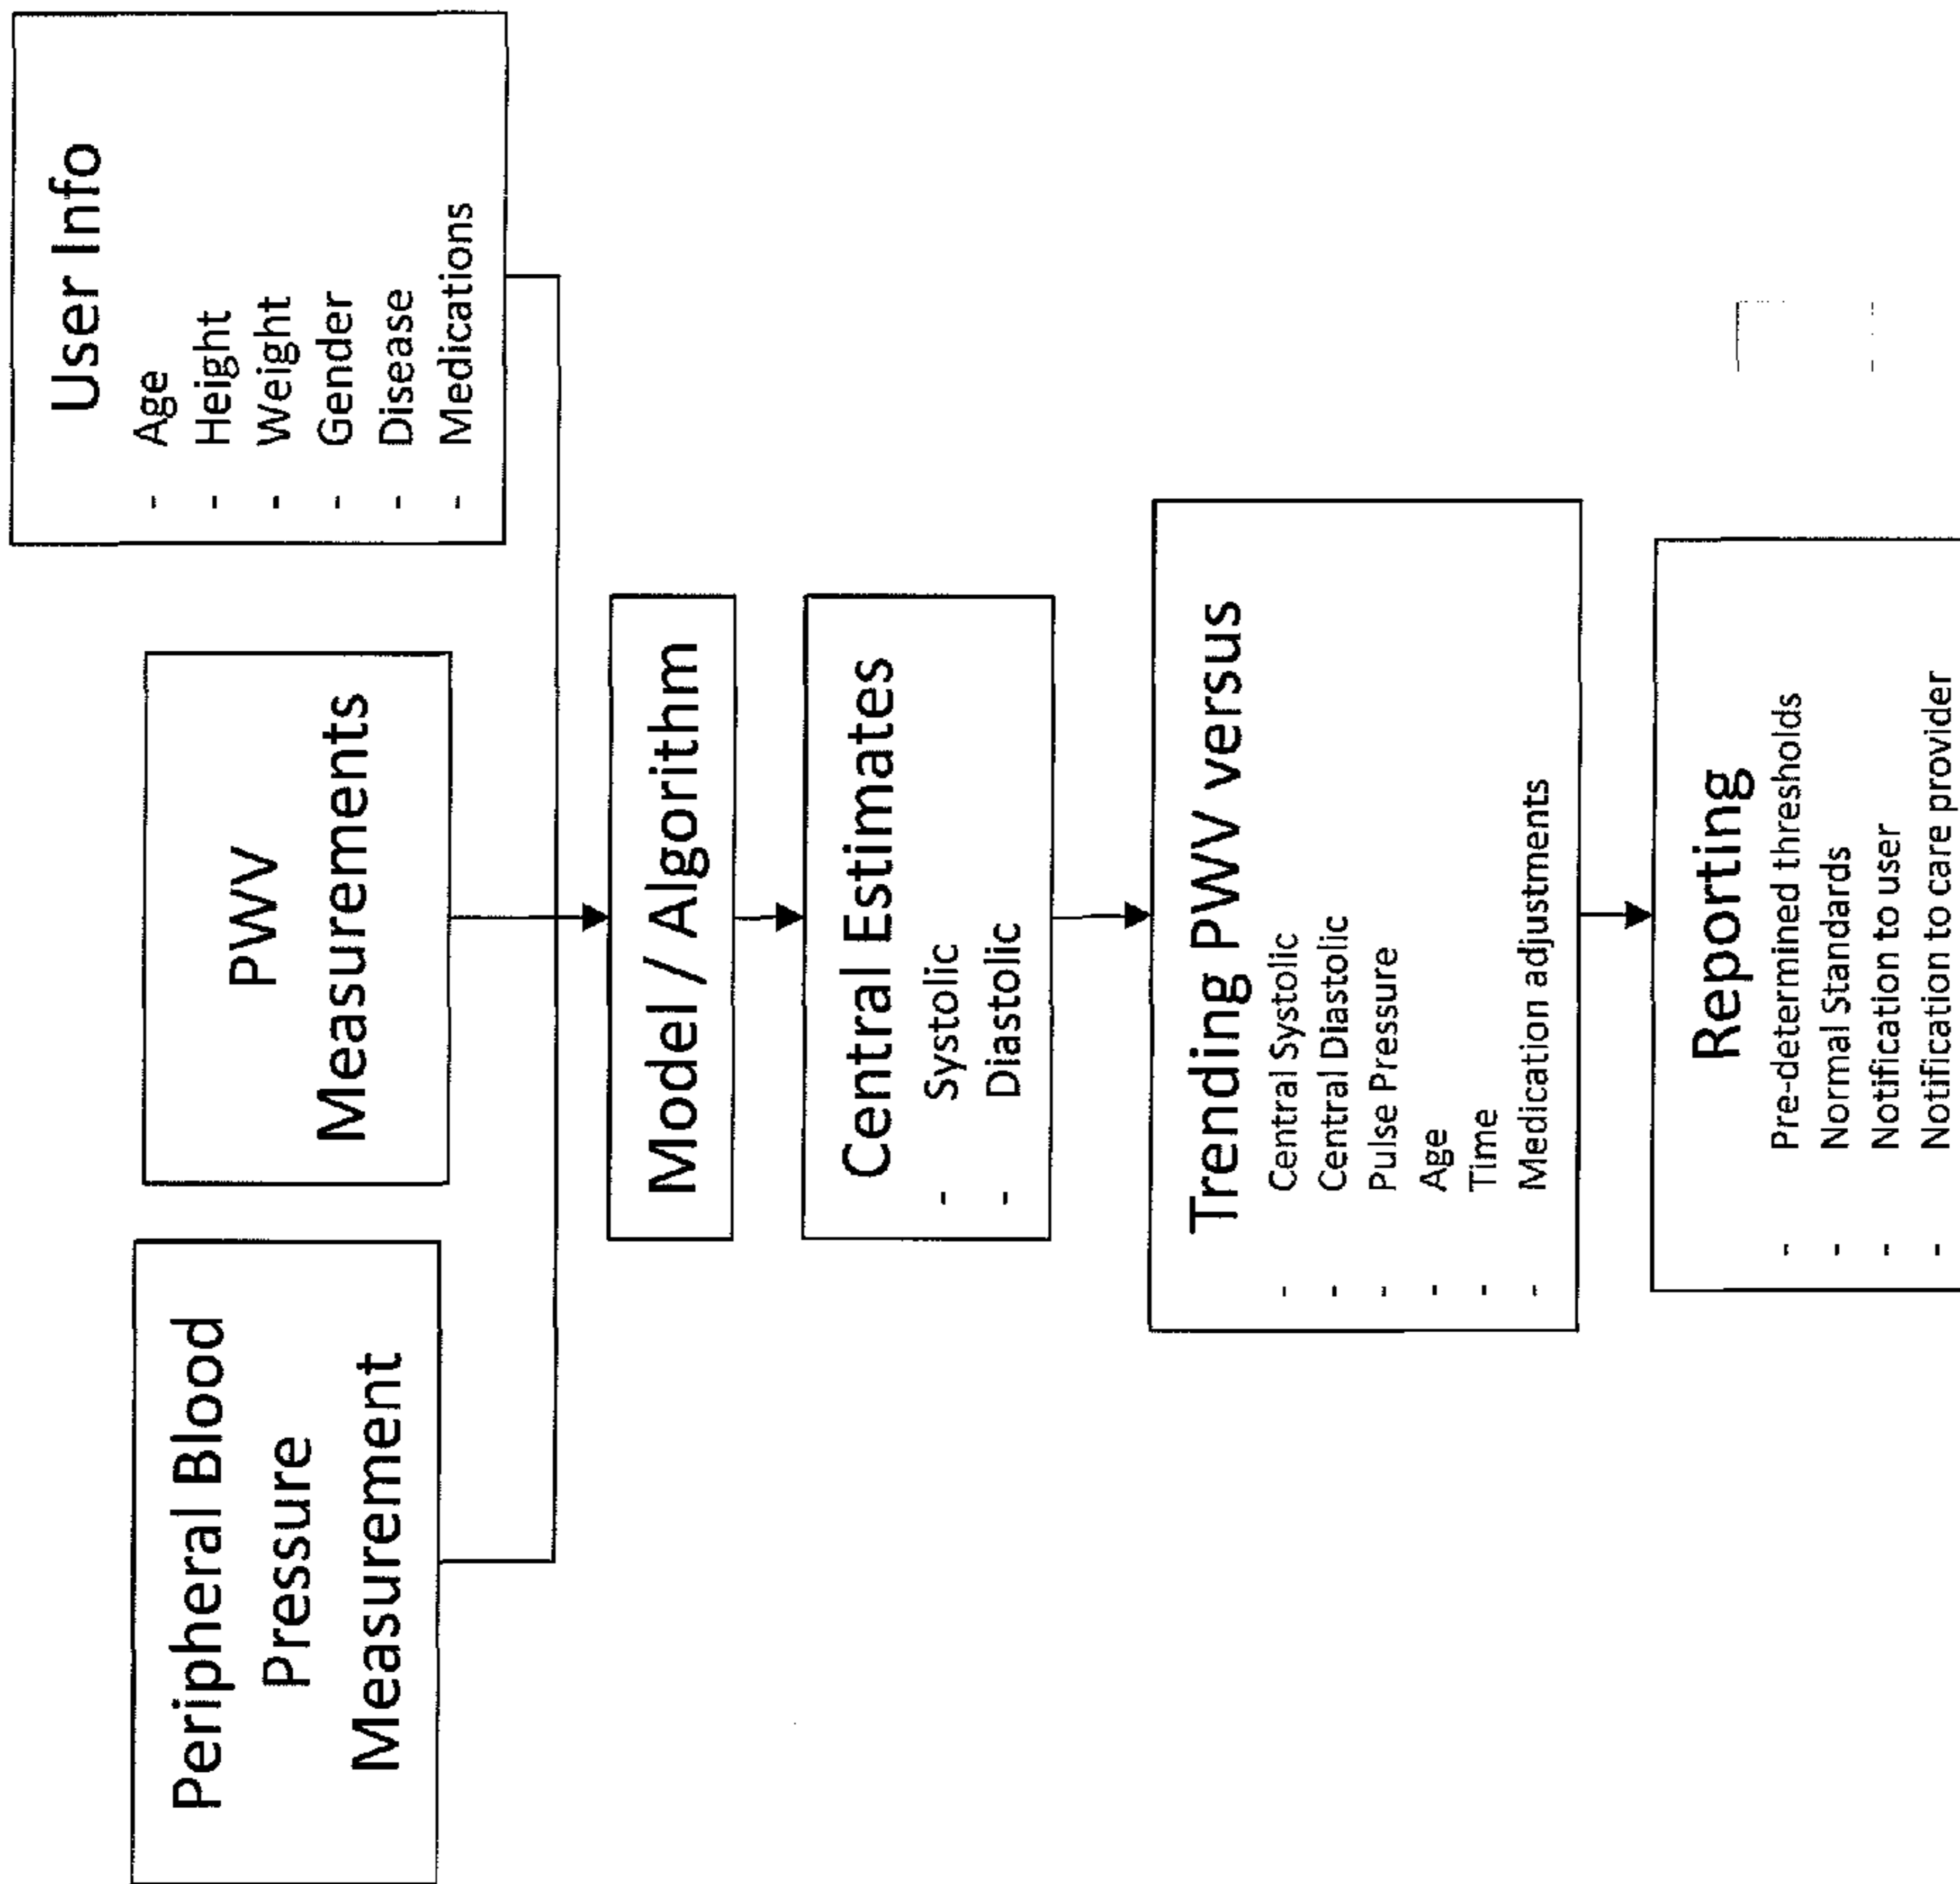 Peripheral Blood
Pressure
Measurement
PWV
Measurements
User Info
- Age
- Height
- Weight
- Gender
- Disease
- Medications
Model / Algorithm
Central Estimates
- Systolic
- Diastolic
Trending PWV versus
- Central Systolic
- Central Diastolic
- Pulse Pressure
- Age
- Time
- Medication adjustments
Reporting
- Pre-determined thresholds
- Normal Standards
- Notification to user
- Notification to care provider